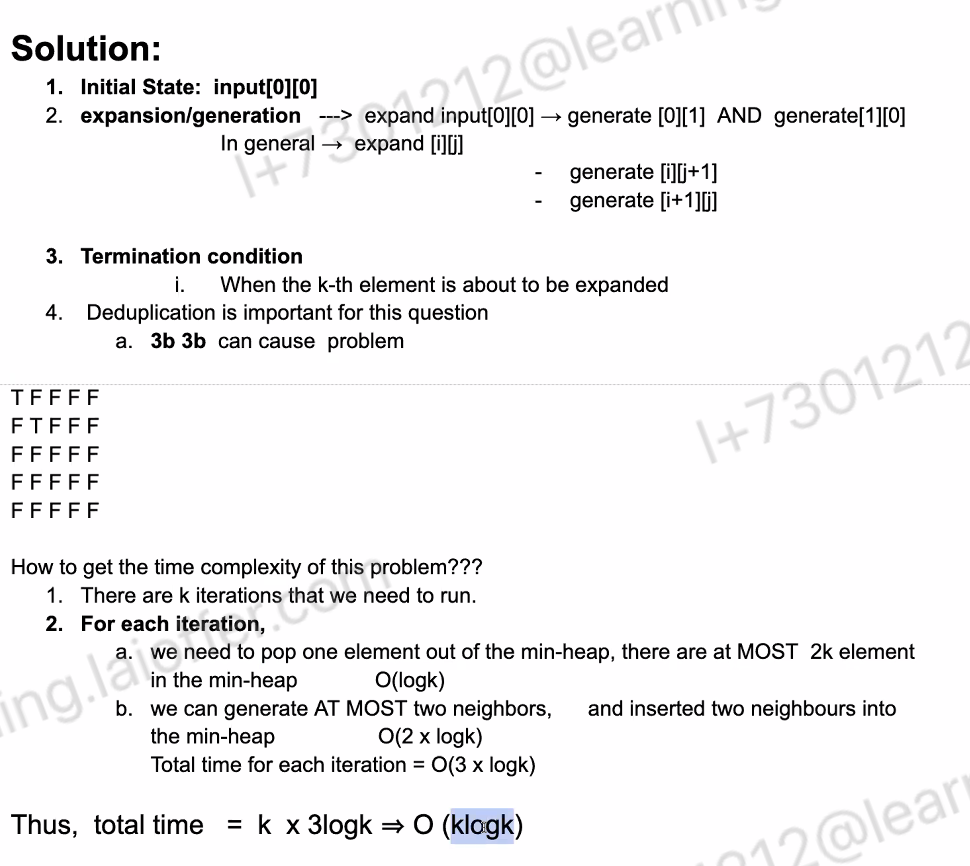 Solution:
1. Initial State: input[0][0]
2. expansion/generation ---> expand input[0][0] → generate [0][1] AND generate[1][0]
In general → expand [i][j]
- generate [i][j+1]
- generate [i+1][j]
3. Termination condition
i. When the k-th element is about to be expanded
4. Deduplication is important for this question
a. 3b 3b can cause problem
T F F F F
F T F F F
F F F F F
F F F F F
F F F F F
How to get the time complexity of this problem???
1. There are k iterations that we need to run.
2. For each iteration,
a. we need to pop one element out of the min-heap, there are at MOST 2k element
in the min-heap O(logk)
b. we can generate AT MOST two neighbors, and inserted two neighbours into
the min-heap O(2 x logk)
Total time for each iteration = O(3 x logk)
Thus, total time = k x 3logk ⇒ O (klogk)
l+7301212@learnin
l+7301212
ing.laioffer.com
212@learn